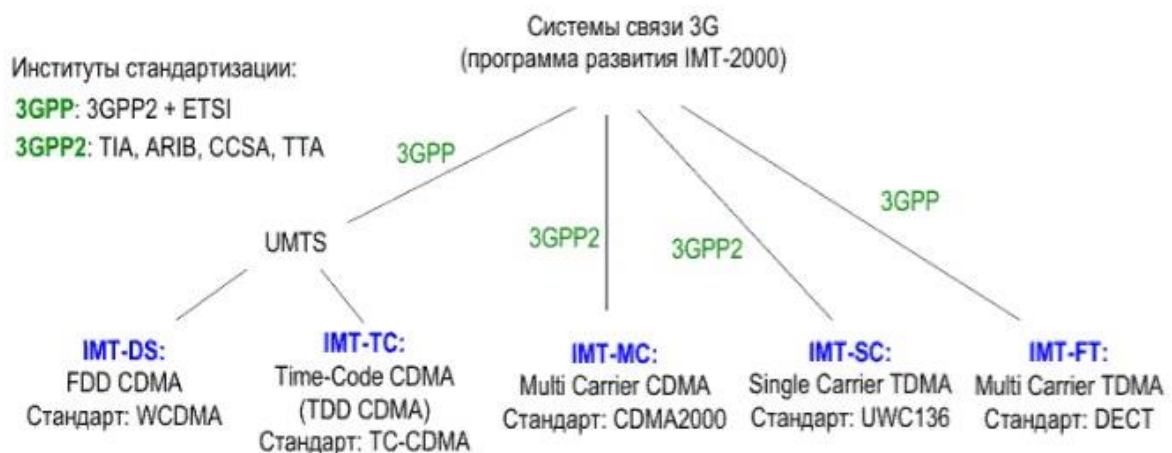 Системы связи 3G
(программа развития IMT-2000)
Институты стандартизации:
3GPP: 3GPP2 + ETSI
3GPP2: TIA, ARIB, CCSA, TTA
3GPP
3GPP2
3GPP2
3GPP
UMTS
IMT-DS:
FDD CDMA
Стандарт: WCDMA
IMT-TC:
Time-Code CDMA
(TDD CDMA)
Стандарт: TC-CDMA
IMT-MC:
Multi Carrier CDMA
Стандарт: CDMA2000
IMT-SC:
Single Carrier TDMA
Стандарт: UWC136
IMT-FT:
Multi Carrier TDMA
Стандарт: DECT